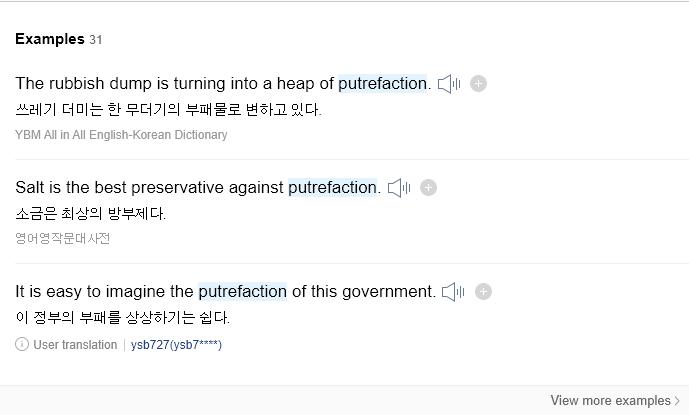 Examples 31
The rubbish dump is turning into a heap of putrefaction.
쓰레기 더미는 한 무더기의 부패물로 변하고 있다.
YBM All in All English-Korean Dictionary
Salt is the best preservative against putrefaction.
소금은 최상의 방부제다.
영어영작문대사전
It is easy to imagine the putrefaction of this government.
이 정부의 부패를 상상하기는 쉽다.
User translation | ysb727(ysb7****)
View more examples